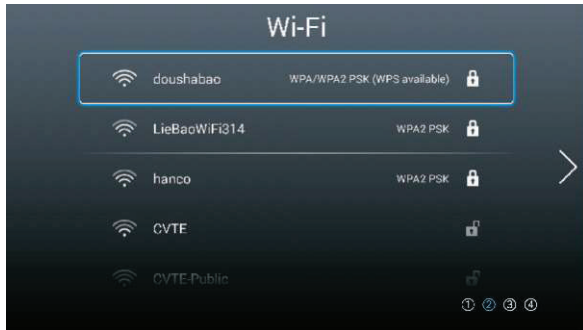 Wi-Fi
doushabao WPA/WPA2 PSK (WPS available)
LieBaoWiFi314 WPA2 PSK
hanco WPA2 PSK
CVTE
CVTE-Public
① ② ③ ④